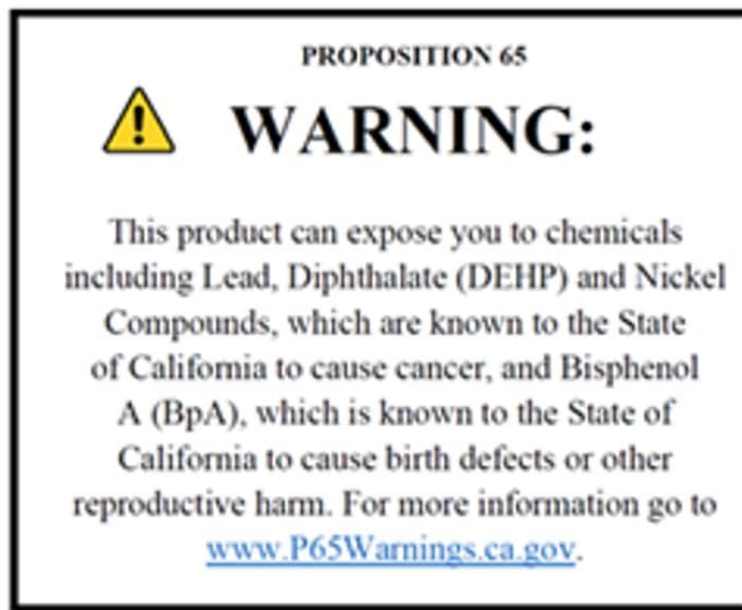 PROPOSITION 65
WARNING:
This product can expose you to chemicals
including Lead, Diphthalate (DEHP) and Nickel
Compounds, which are known to the State
of California to cause cancer, and Bisphenol
A (BpA), which is known to the State of
California to cause birth defects or other
reproductive harm. For more information go to
www.P65Warnings.ca.gov.